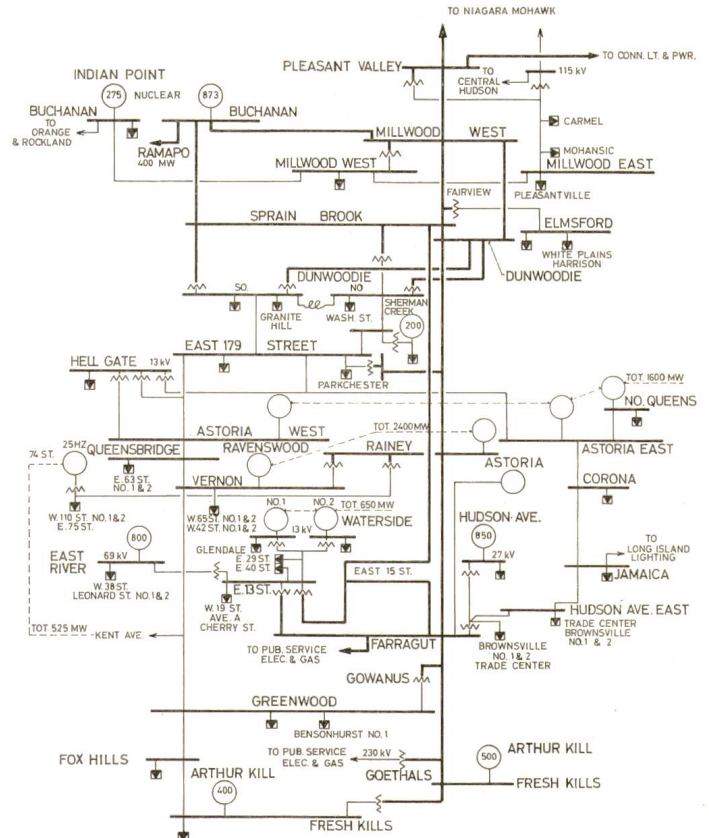 TO NIAGARA MOHAWK
TO CONN. LT. & PWR.
PLEASANT VALLEY
TO CENTRAL HUDSON
115 kV
INDIAN POINT
275
NUCLEAR
873
BUCHANAN
TO ORANGE & ROCKLAND
BUCHANAN
RAMAPO
400 MW
MILLWOOD WEST
CARMEL
MOHANSIC
MILLWOOD WEST
MILLWOOD EAST
PLEASANTVILLE
FAIRVIEW
SPRAIN BROOK
ELMSFORD
WHITE PLAINS
HARRISON
DUNWOODIE
DUNWOODIE
SO.
NO
GRANITE HILL
WASH. ST.
SHERMAN CREEK
200
EAST 179 STREET
HELL GATE
13 kV
PARKCHESTER
TOT. 1600 MW
NO. QUEENS
TOT. 2400 MW
ASTORIA WEST
ASTORIA EAST
74 ST.
25HZ
QUEENSBRIDGE
RAVENSWOOD
RAINEY
ASTORIA
E. 63 ST.
NO. 1 & 2
CORONA
VERNON
W. 110 ST. NO. 1 & 2
E. 75 ST.
W. 65 ST. NO. 1 & 2
W. 42 ST. NO. 1 & 2
NO. 1
NO. 2
TOT. 650 MW
WATERSIDE
13 kV
HUDSON AVE.
850
27 kV
TO LONG ISLAND LIGHTING
JAMAICA
EAST RIVER
69 kV
800
GLENDALE
E. 29 ST.
E. 40 ST.
W. 38 ST.
LEONARD ST. NO. 1 & 2
EAST 15 ST.
E. 13 ST.
W. 19 ST.
AVE. A
CHERRY ST.
HUDSON AVE. EAST
TRADE CENTER
BROWNSVILLE
NO. 1 & 2
TOT 525 MW
KENT AVE.
FARRAGUT
TO PUB. SERVICE
ELEC. & GAS
BROWNSVILLE
NO. 1 & 2
TRADE CENTER
GOWANUS
GREENWOOD
BENSONHURST NO. 1
FOX HILLS
TO PUB. SERVICE
ELEC. & GAS
230 kV
GOETHALS
500
ARTHUR KILL
FRESH KILLS
ARTHUR KILL
400
FRESH KILLS